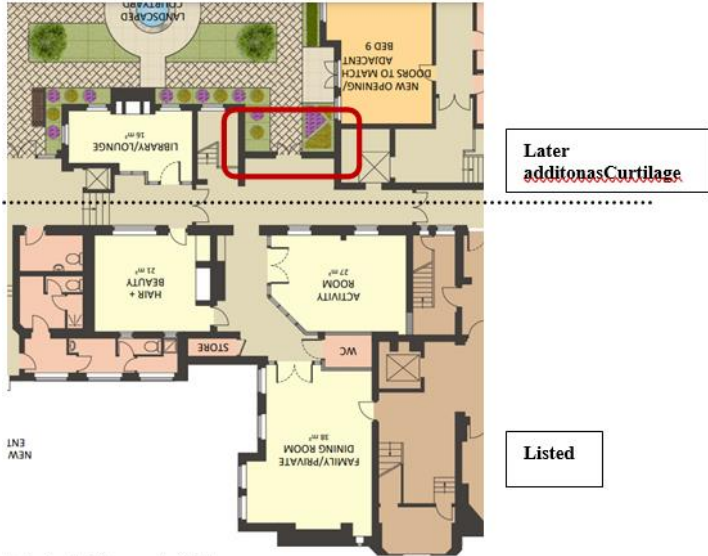 LANDSCAPED
COURTYARD
NEW OPENING/
DOORS TO MATCH
ADJACENT
BED 9
LIBRARY/LOUNGE
16 m²
Later
additonasCurtilage
HAIR +
BEAUTY
21 m²
ACTIVITY
ROOM
27 m²
STORE
WC
FAMILY/PRIVATE
DINING ROOM
38 m²
NEW
ENT
Listed